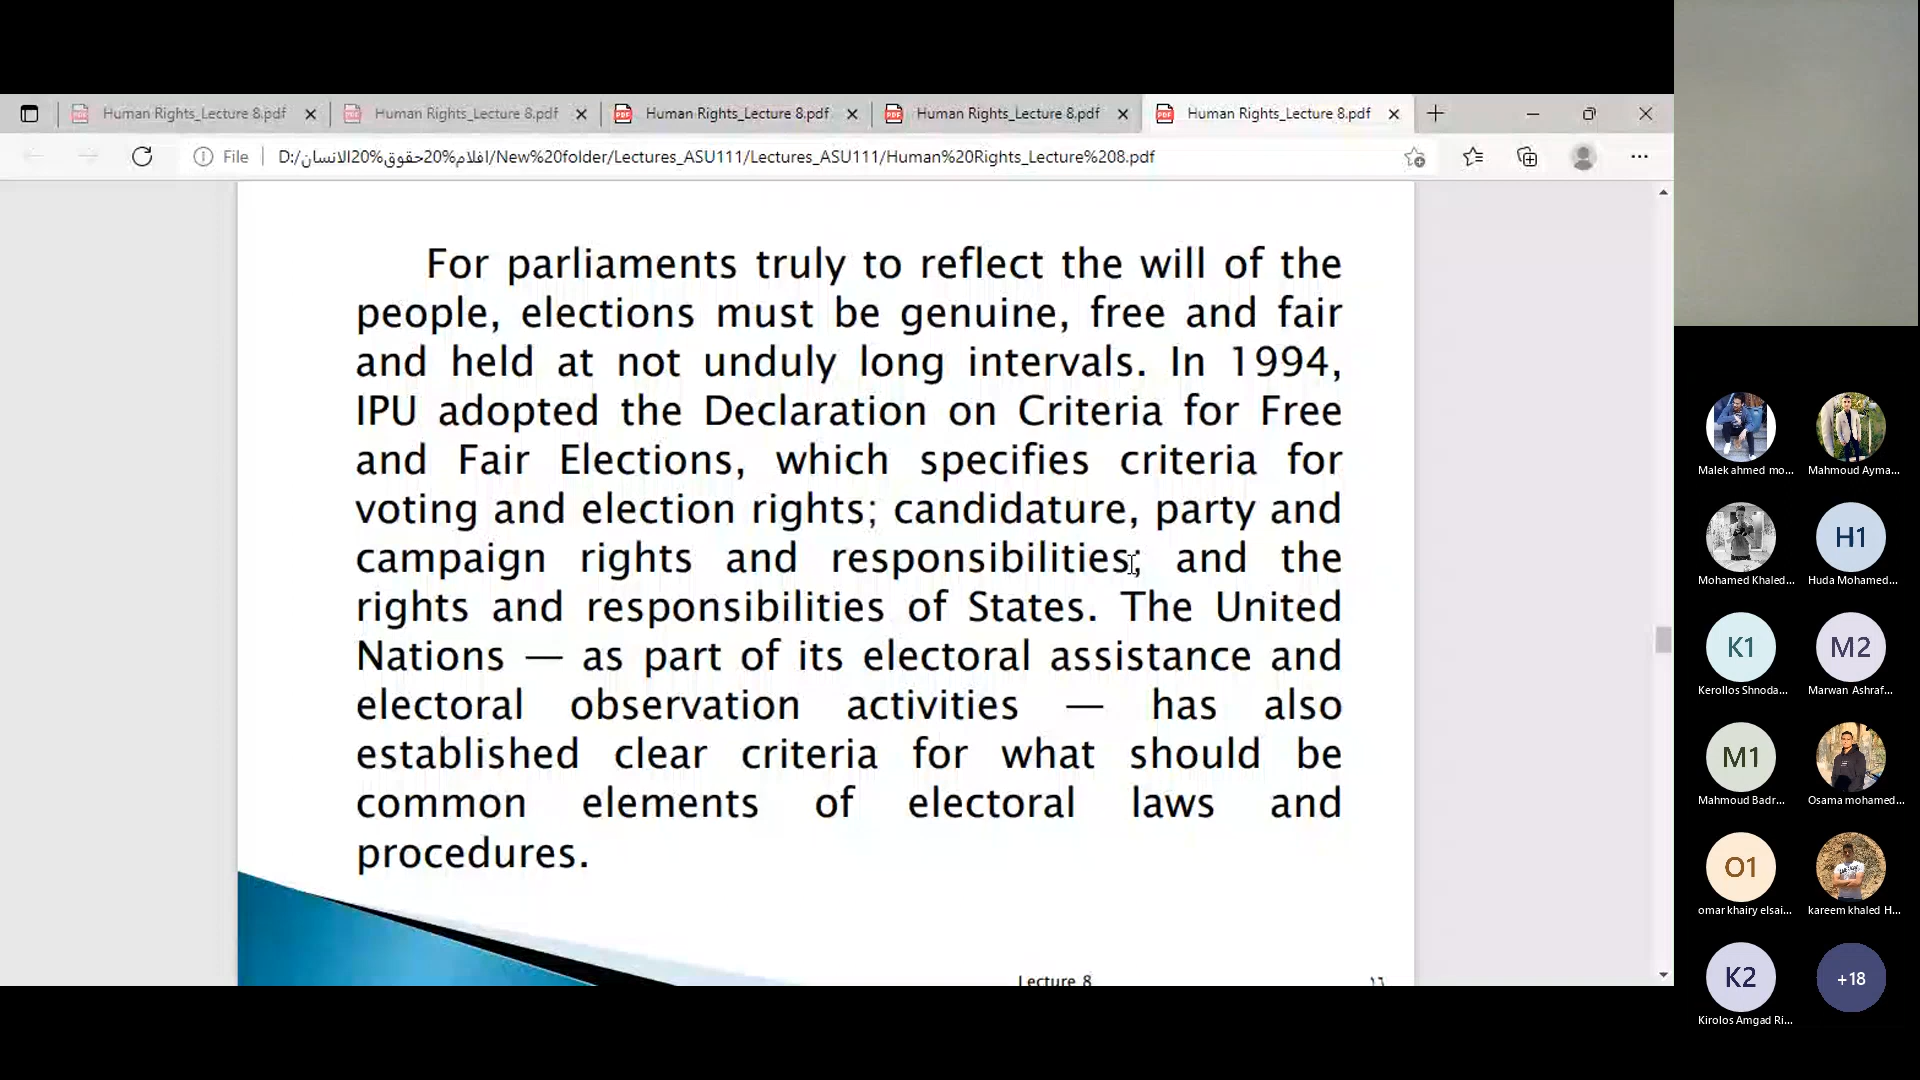 Human Rights_Lecture 8.pdf
Human Rights_Lecture 8.pdf
Human Rights_Lecture 8.pdf
Human Rights_Lecture 8.pdf
Human Rights_Lecture 8.pdf
File
D:/افلام%20حقوق%20الانسان/New%20folder/Lectures_ASU111/Lectures_ASU111/Human%20Rights_Lecture%208.pdf
For parliaments truly to reflect the will of the
people, elections must be genuine, free and fair
and held at not unduly long intervals. In 1994,
IPU adopted the Declaration on Criteria for Free
and Fair Elections, which specifies criteria for
voting and election rights; candidature, party and
campaign rights and responsibilities; and the
rights and responsibilities of States. The United
Nations — as part of its electoral assistance and
electoral observation activities — has also
established clear criteria for what should be
common elements of electoral laws and
procedures.
Lecture 8
١٦
Malek ahmed mo...
Mahmoud Ayma...
Mohamed Khaled...
H1
Huda Mohamed...
K1
Kerollos Shnoda...
M2
Marwan Ashraf...
M1
Mahmoud Badr...
Osama mohamed...
O1
omar khairy elsai...
kareem khaled H...
K2
Kirolos Amgad Ri...
+18